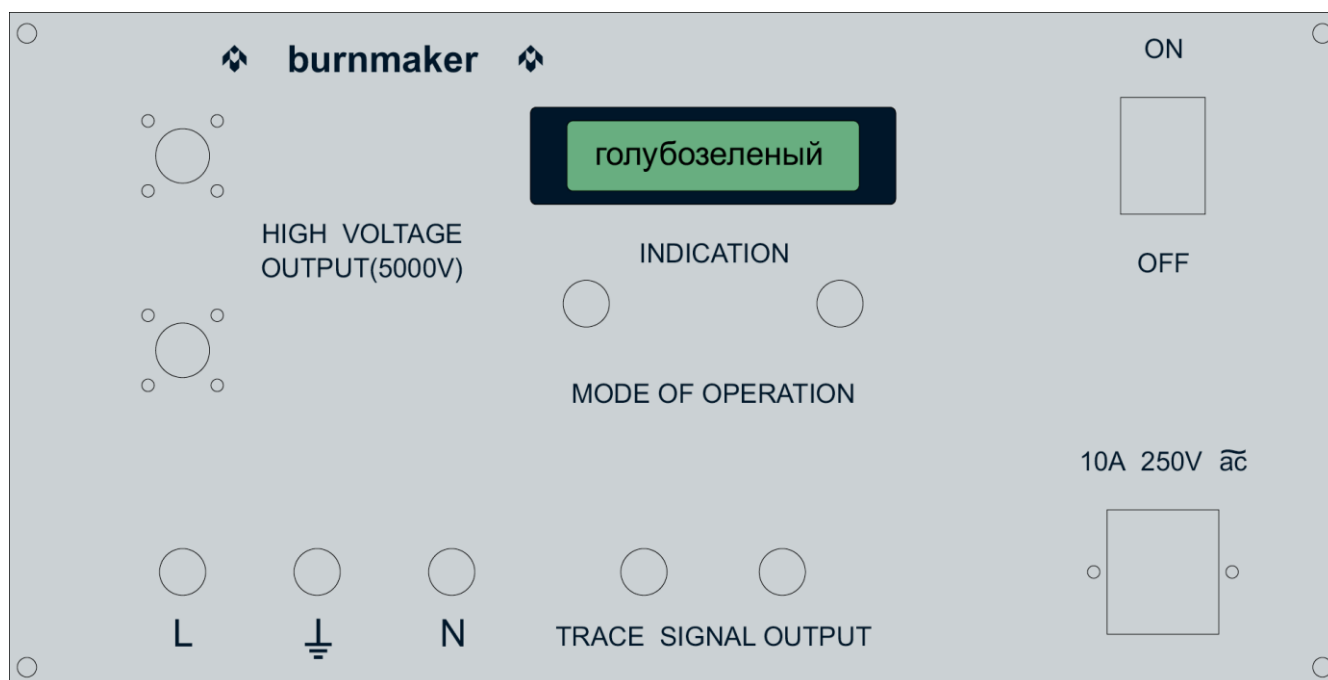 burnmaker
ON
голубозеленый
HIGH VOLTAGE
OUTPUT(5000V)
INDICATION
OFF
MODE OF OPERATION
10A 250V ac
L
N
TRACE SIGNAL OUTPUT